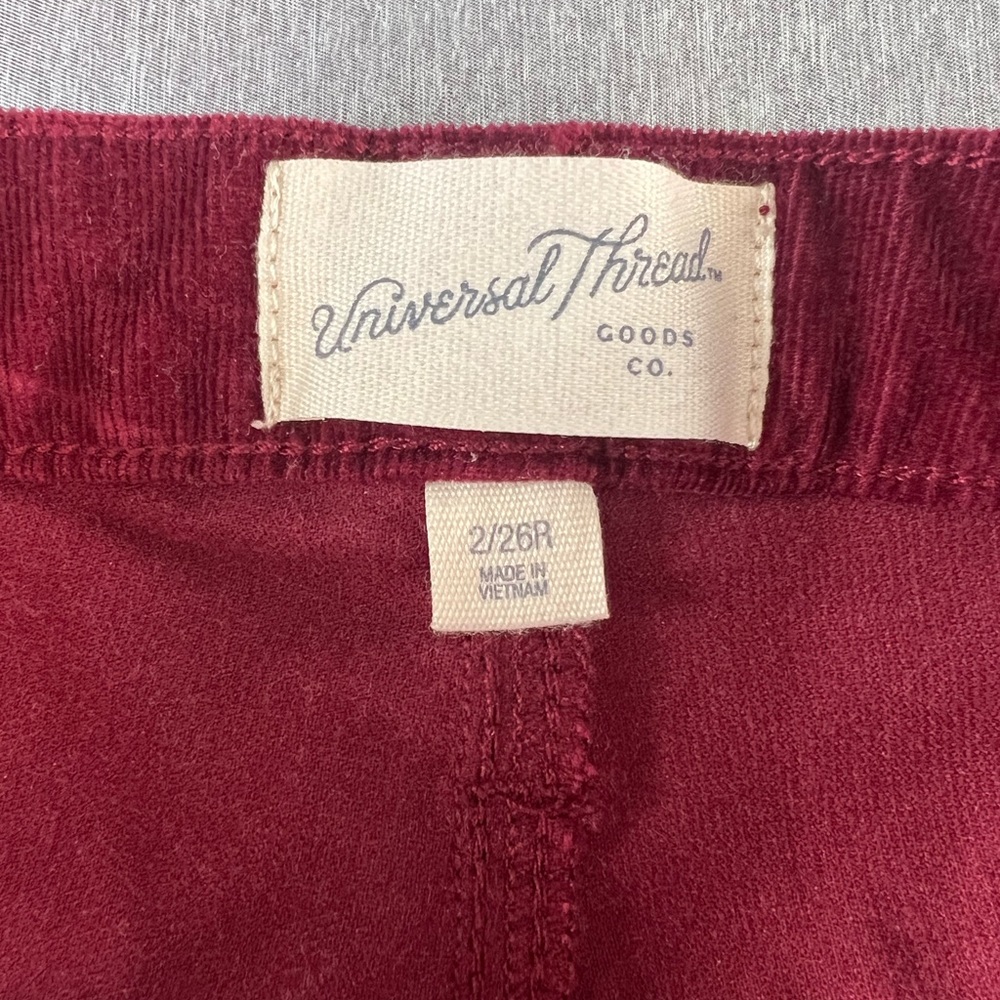 Universal Thread™
GOODS
CO.
2/26R
MADE IN
VIETNAM